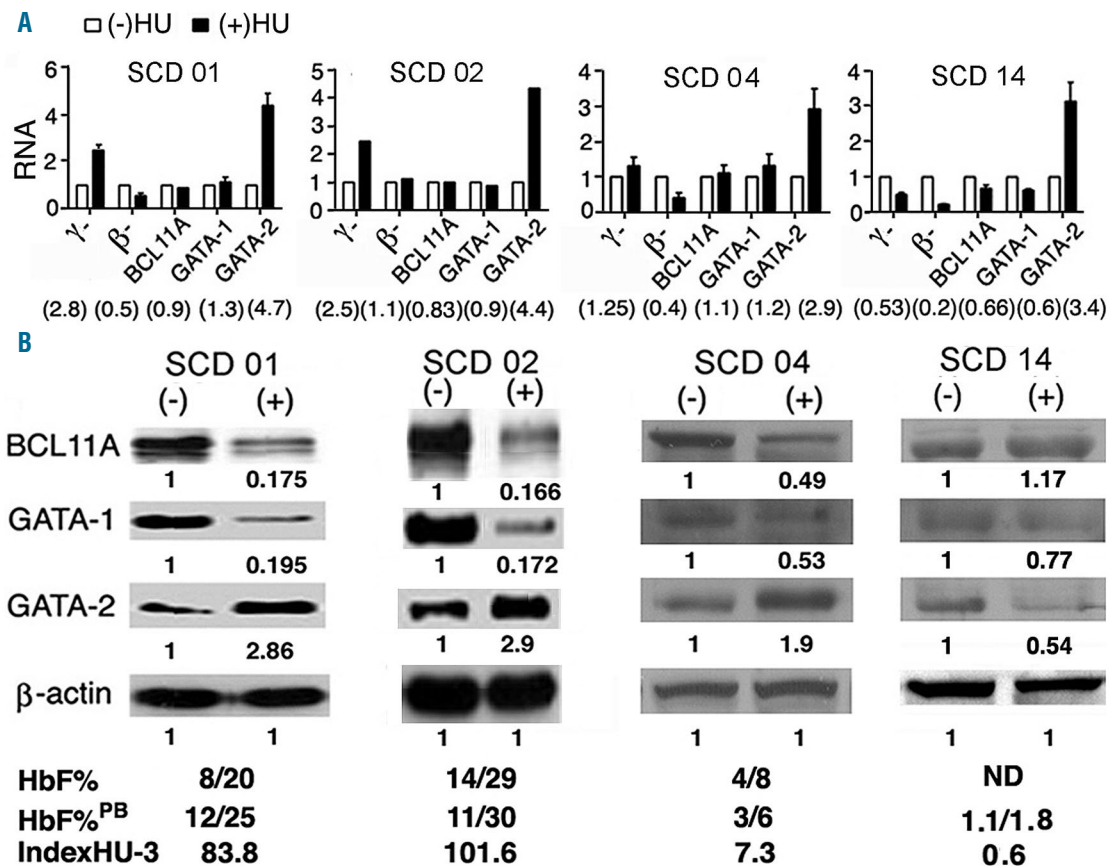 A
(-)HU (+)HU
SCD 01 SCD 02 SCD 04 SCD 14
RNA
6 4 2 0
5 4 3 2 1 0
4 3 2 1 0
4 3 2 1 0
γ- β- BCL11A GATA-1 GATA-2 γ- β- BCL11A GATA-1 GATA-2 γ- β- BCL11A GATA-1 GATA-2 γ- β- BCL11A GATA-1 GATA-2
(2.8) (0.5) (0.9) (1.3) (4.7) (2.5) (1.1) (0.83) (0.9) (4.4) (1.25) (0.4) (1.1) (1.2) (2.9) (0.53) (0.2) (0.66) (0.6) (3.4)
B
SCD 01 SCD 02 SCD 04 SCD 14
(-) (+) (-) (+) (-) (+) (-) (+)
BCL11A
1 0.175 1 0.166 1 0.49 1 1.17
GATA-1
1 0.195 1 0.172 1 0.53 1 0.77
GATA-2
1 2.86 1 2.9 1 1.9 1 0.54
β-actin
1 1 1 1 1 1 1 1
HbF% 8/20 14/29 4/8 ND
HbF%PB 12/25 11/30 3/6 1.1/1.8
IndexHU-3 83.8 101.6 7.3 0.6